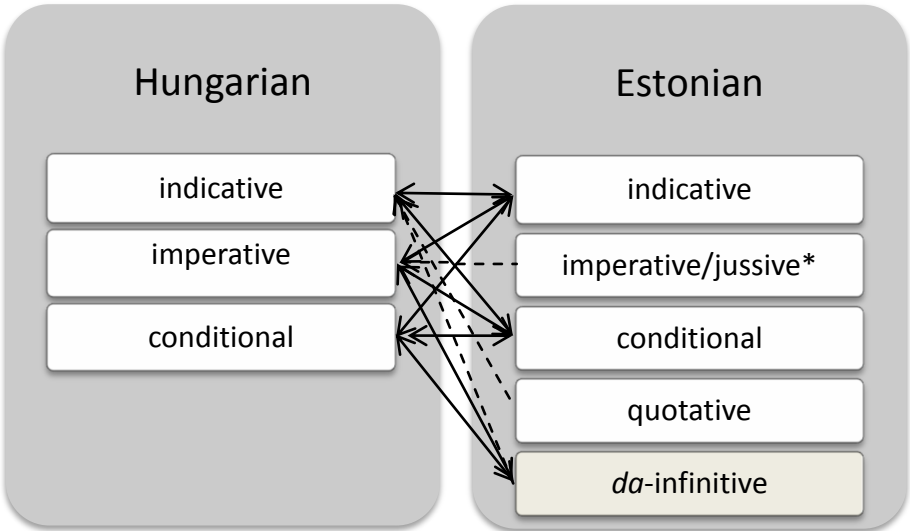 Hungarian
indicative
imperative
conditional
Estonian
indicative
imperative/jussive*
conditional
quotative
da-infinitive